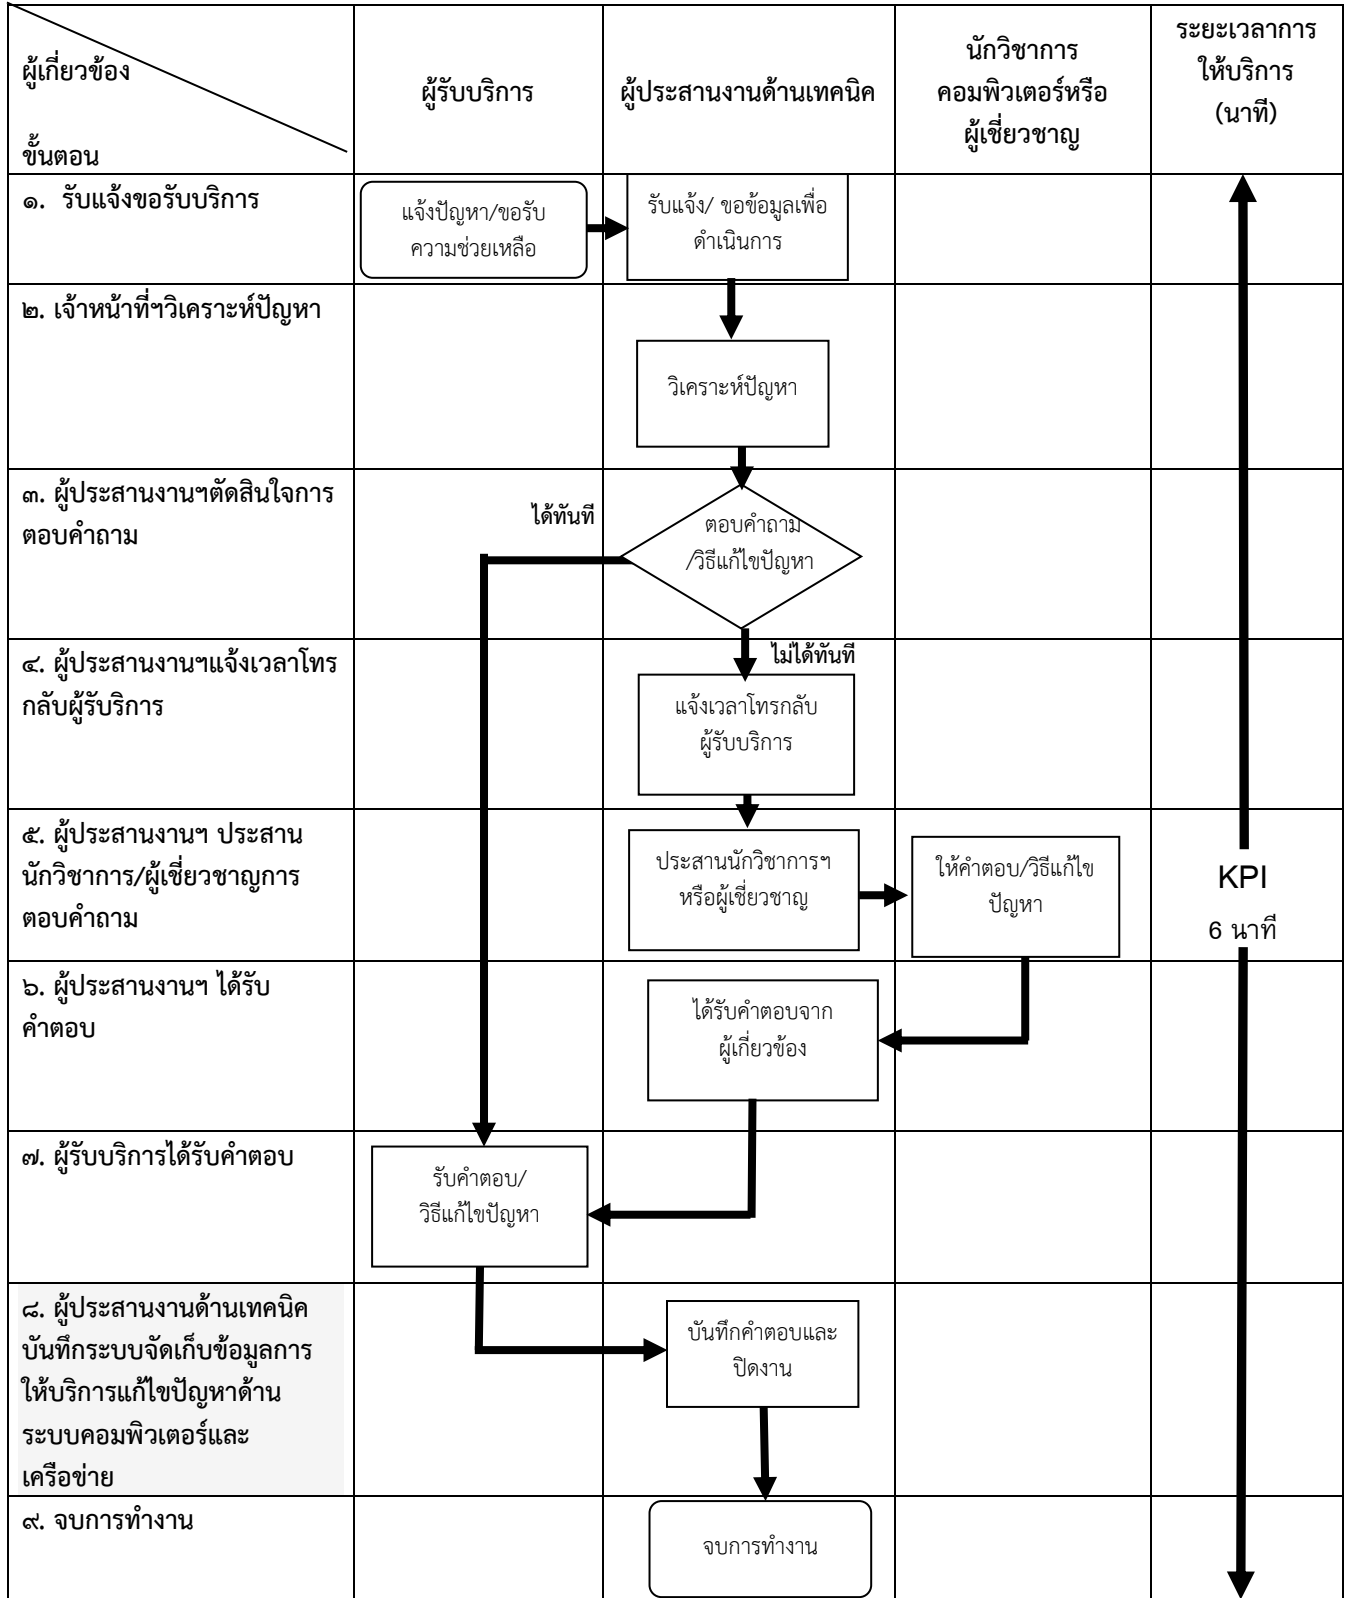 ผู้เกี่ยวข้อง
ขั้นตอน
ผู้รับบริการ
ผู้ประสานงานด้านเทคนิค
นักวิชาการ
คอมพิวเตอร์หรือ
ผู้เชี่ยวชาญ
ระยะเวลาการ
ให้บริการ
(นาที)
๑. รับแจ้งขอรับบริการ
แจ้งปัญหา/ขอรับ
ความช่วยเหลือ
รับแจ้ง/ ขอข้อมูลเพื่อ
ดำเนินการ
๒. เจ้าหน้าที่ฯวิเคราะห์ปัญหา
วิเคราะห์ปัญหา
๓. ผู้ประสานงานฯตัดสินใจการ
ตอบคำถาม
ได้ทันที
ตอบคำถาม
/วิธีแก้ไขปัญหา
๔. ผู้ประสานงานฯแจ้งเวลาโทร
กลับผู้รับริการ
ไม่ได้ทันที
แจ้งเวลาโทรกลับ
ผู้รับบริการ
๕. ผู้ประสานงานฯ ประสาน
นักวิชาการ/ผู้เชี่ยวชาญการ
ตอบคำถาม
ประสานนักวิชาการฯ
หรือผู้เชี่ยวชาญ
ให้คำตอบ/วิธีแก้ไข
ปัญหา
KPI
6 นาที
๖. ผู้ประสานงานฯ ได้รับ
คำตอบ
ได้รับคำตอบจาก
ผู้เกี่ยวข้อง
๗. ผู้รับบริการได้รับคำตอบ
รับคำตอบ/
วิธีแก้ไขปัญหา
๘. ผู้ประสานงานด้านเทคนิค
บันทึกระบบจัดเก็บข้อมูลการ
ให้บริการแก้ไขปัญหาด้าน
ระบบคอมพิวเตอร์และ
เครือข่าย
บันทึกคำตอบและ
ปิดงาน
๙. จบการทำงาน
จบการทำงาน